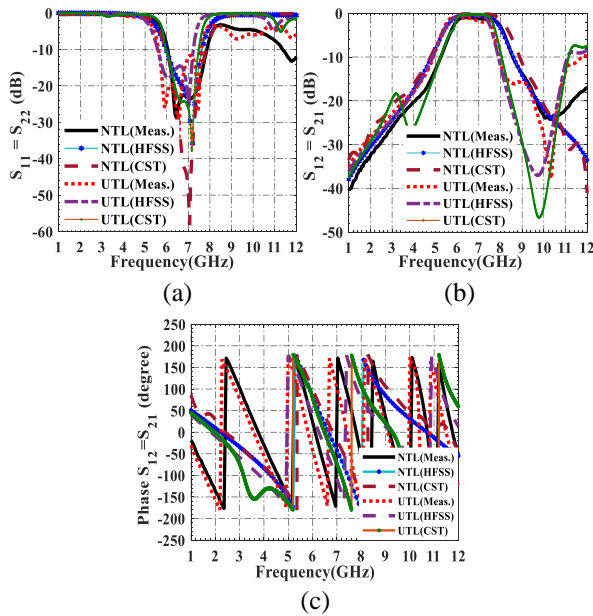 0
-10
-20
-30
-40
-50
-60
S11 = S22 (dB)
NTL(Meas.)
NTL(HFSS)
NTL(CST)
UTL(Meas.)
UTL(HFSS)
UTL(CST)
1 2 3 4 5 6 7 8 9 10 11 12
Frequency(GHz)
(a)
0
-10
-20
-30
-40
-50
S12 = S21 (dB)
NTL(Meas.)
NTL(HFSS)
NTL(CST)
UTL(Meas.)
UTL(HFSS)
UTL(CST)
1 2 3 4 5 6 7 8 9 10 11 12
Frequency(GHz)
(b)
250
200
150
100
50
0
-50
-100
-150
-200
-250
Phase S12=S21 (degree)
NTL(Meas.)
NTL(HFSS)
NTL(CST)
UTL(Meas.)
UTL(HFSS)
UTL(CST)
1 2 3 4 5 6 7 8 9 10 11 12
Frequency(GHz)
(c)